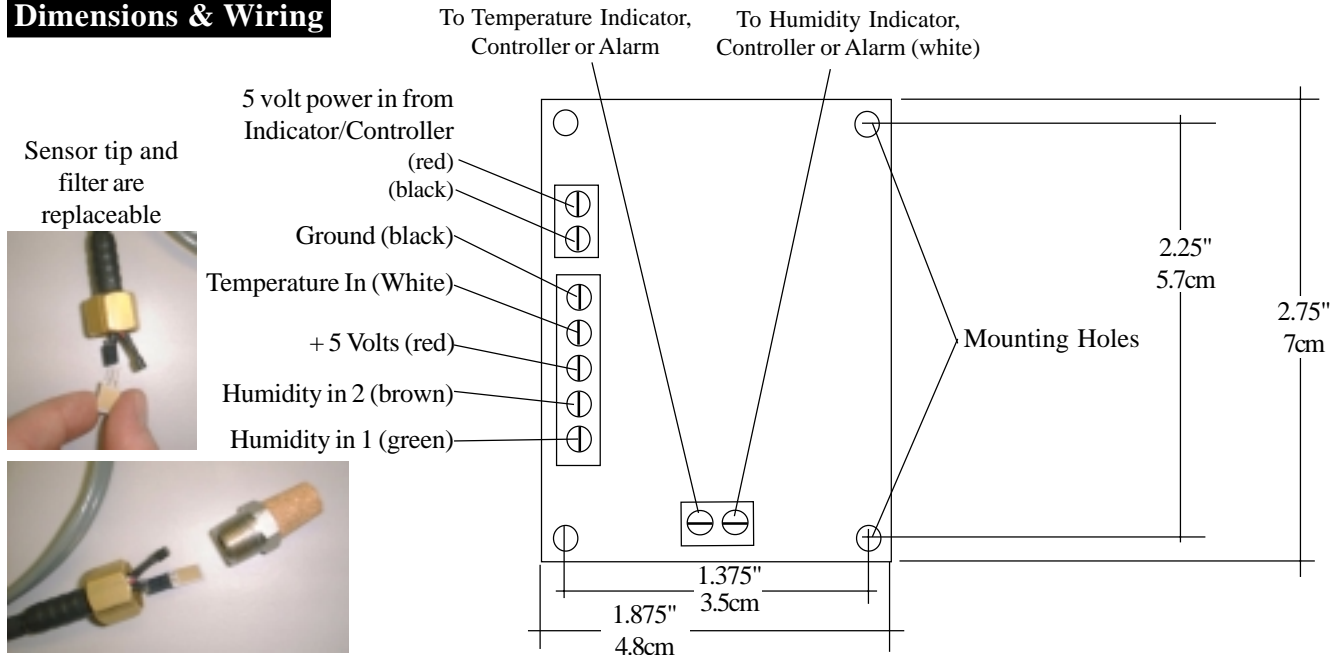 Dimensions & Wiring
To Temperature Indicator,
Controller or Alarm
To Humidity Indicator,
Controller or Alarm (white)
5 volt power in from
Indicator/Controller
(red)
(black)
Sensor tip and
filter are
replaceable
Ground (black)
Temperature In (White)
+ 5 Volts (red)
Humidity in 2 (brown)
Humidity in 1 (green)
2.25"
5.7cm
2.75"
7cm
Mounting Holes
1.375"
3.5cm
1.875"
4.8cm